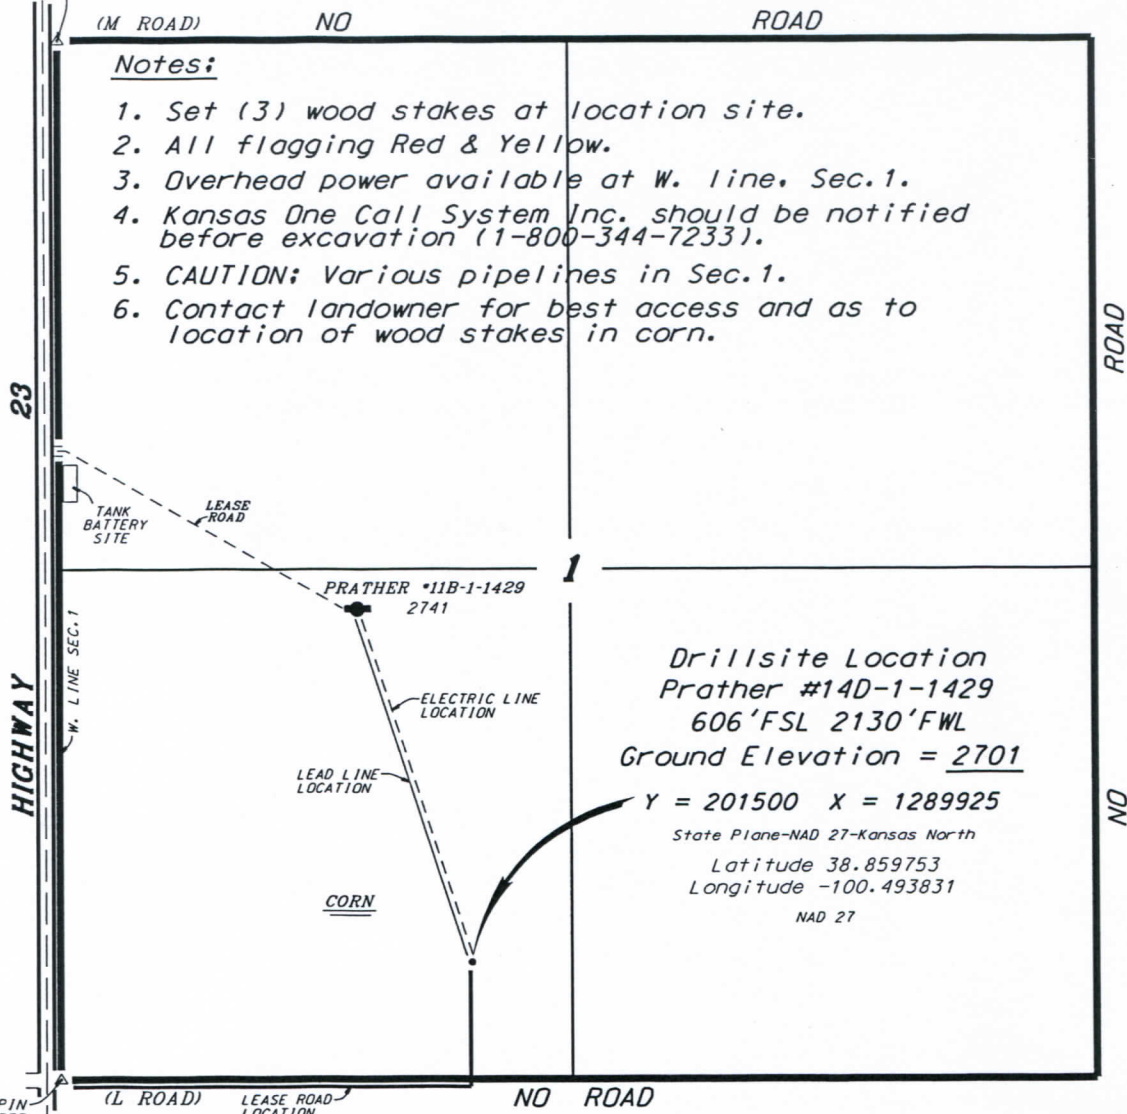 (M ROAD) NO ROAD
Notes:
1. Set (3) wood stakes at location site.
2. All flagging Red & Yellow.
3. Overhead power available at W. line. Sec.1.
4. Kansas One Call System Inc. should be notified
before excavation (1-800-344-7233).
5. CAUTION: Various pipelines in Sec.1.
6. Contact landowner for best access and as to
location of wood stakes in corn.
ROAD
23
LEASE
ROAD
TANK
BATTERY
SITE
1
PRATHER #11B-1-1429
2741
W. LINE SEC.1
HIGHWAY
ELECTRIC LINE
LOCATION
LEAD LINE
LOCATION
Drillsite Location
Prather #14D-1-1429
606'FSL 2130'FWL
Ground Elevation = 2701
Y = 201500 X = 1289925
State Plane-NAD 27-Kansas North
Latitude 38.859753
Longitude -100.493831
NAD 27
NO
CORN
PIN
(L ROAD)
LEASE ROAD
LOCATION
NO ROAD